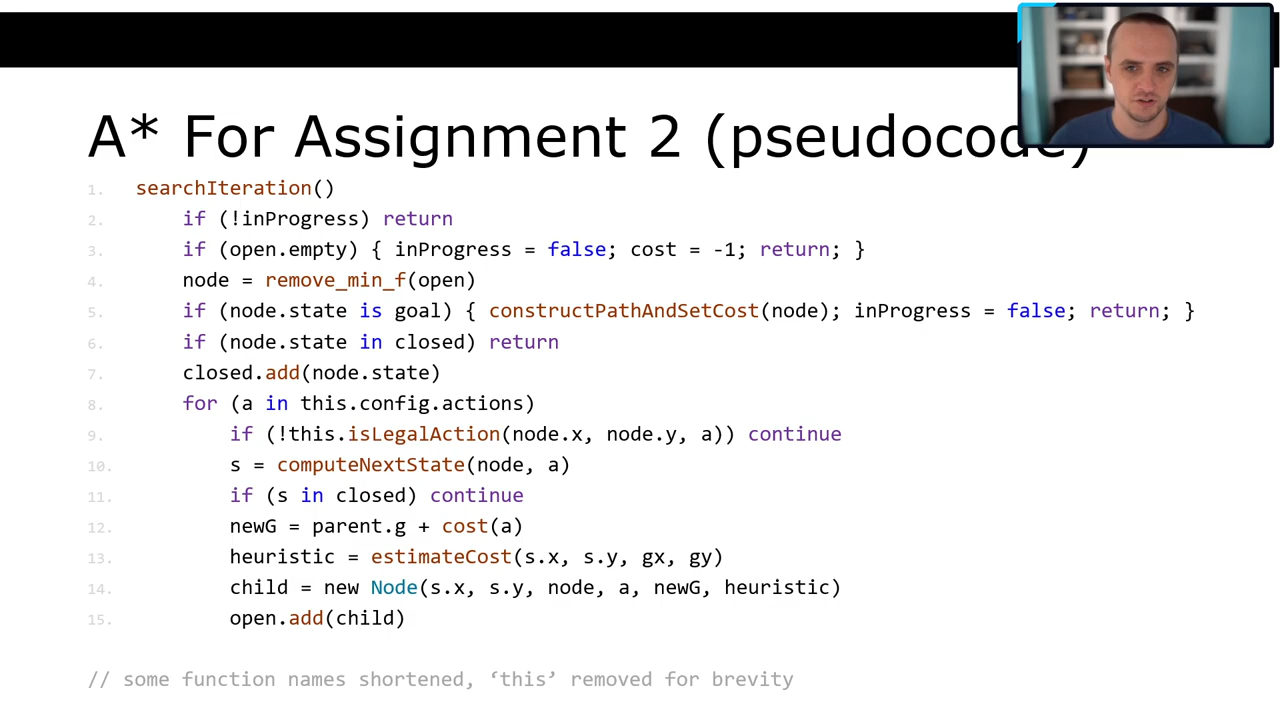 A* For Assignment 2 (pseudocode)
1. searchIteration()
2. if (!inProgress) return
3. if (open.empty) { inProgress = false; cost = -1; return; }
4. node = remove_min_f(open)
5. if (node.state is goal) { constructPathAndSetCost(node); inProgress = false; return; }
6. if (node.state in closed) return
7. closed.add(node.state)
8. for (a in this.config.actions)
9. if (!this.isLegalAction(node.x, node.y, a)) continue
10. s = computeNextState(node, a)
11. if (s in closed) continue
12. newG = parent.g + cost(a)
13. heuristic = estimateCost(s.x, s.y, gx, gy)
14. child = new Node(s.x, s.y, node, a, newG, heuristic)
15. open.add(child)
// some function names shortened, ‘this’ removed for brevity